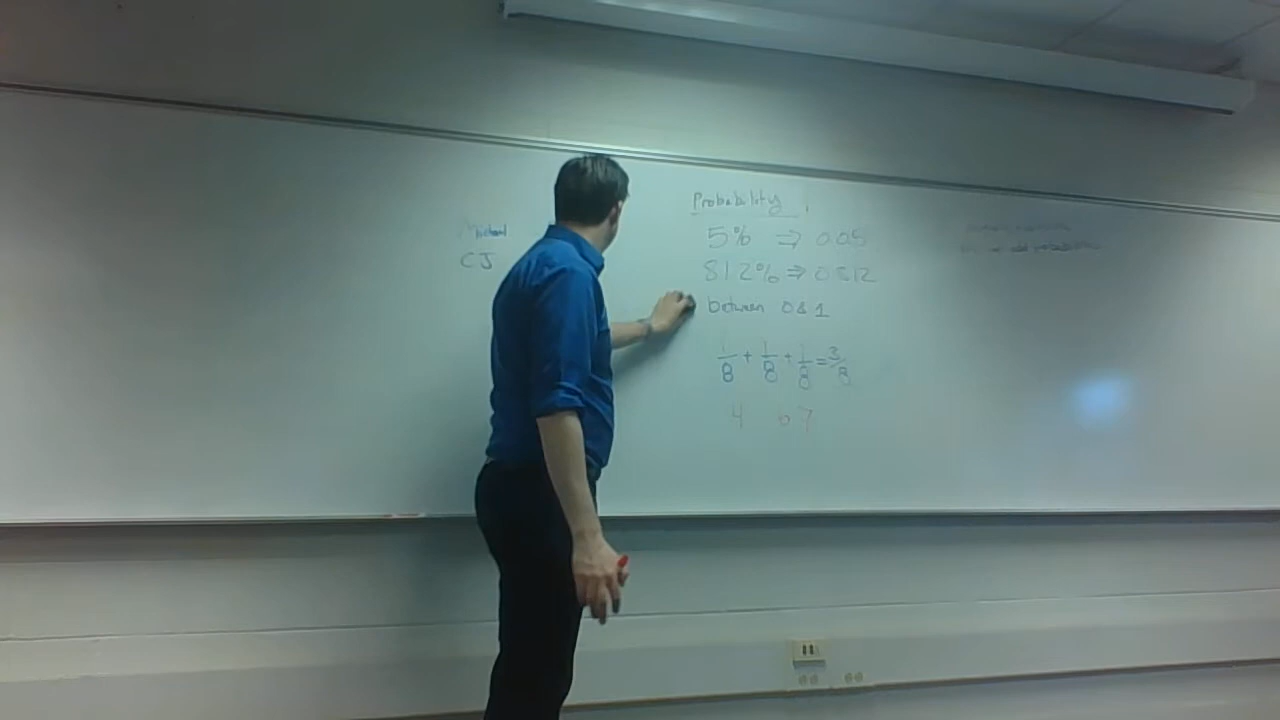 Michael
CJ
Probability
5% ⇒ 0.05
81.2% ⇒ 0.812
between 0 & 1
1/8 + 1/8 + 1/8 = 3/8
4 6 7